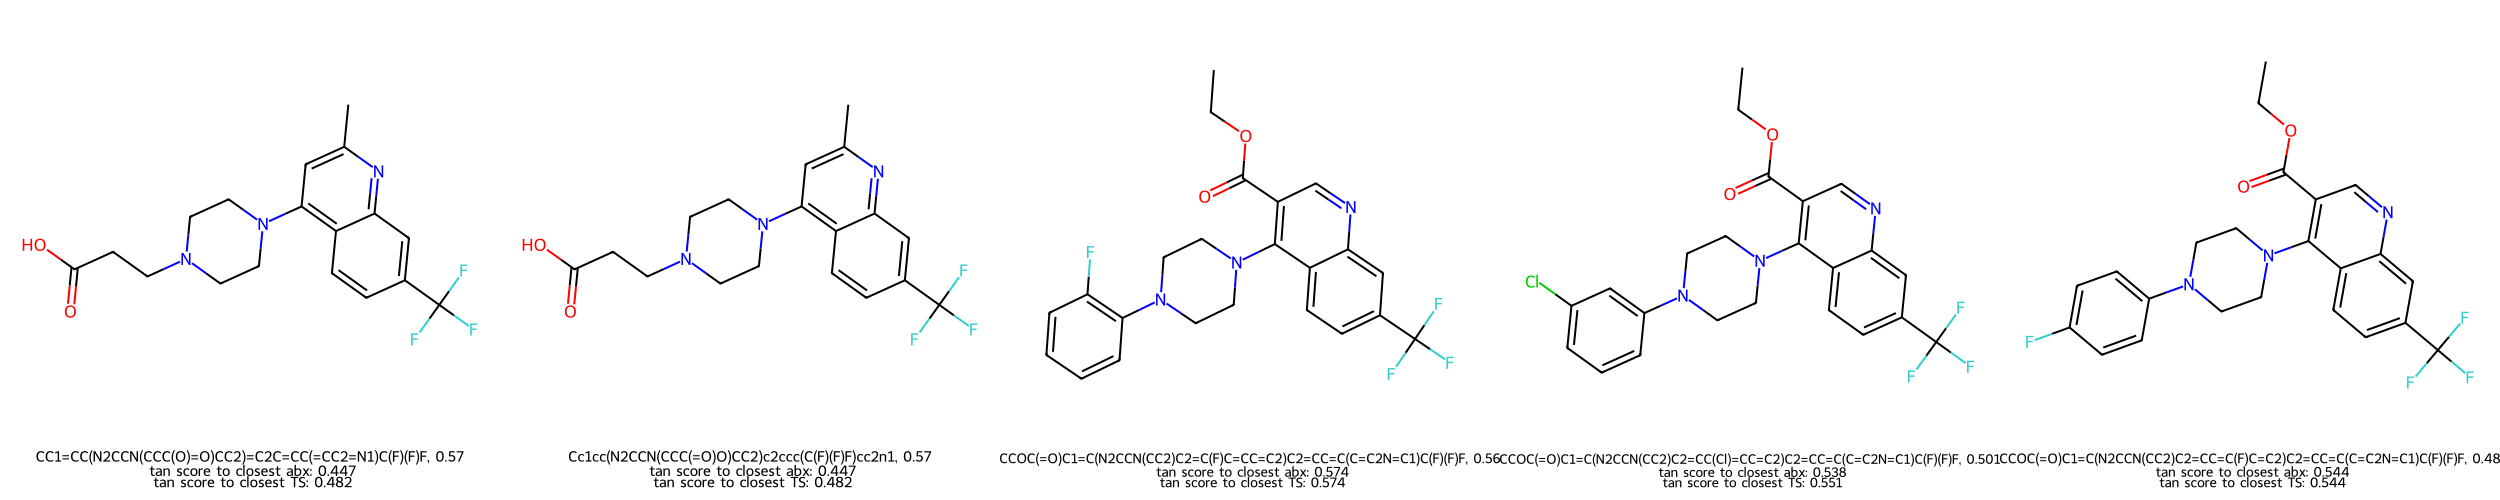 CC1=CC(N2CCN(CCC(O)=O)CC2)=C2C=CC(=CC2=N1)C(F)(F)F, 0.57
tan score to closest abx: 0.447
tan score to closest TS: 0.482
Cc1cc(N2CCN(CCC(=O)O)CC2)c2ccc(C(F)(F)F)cc2n1, 0.57
tan score to closest abx: 0.447
tan score to closest TS: 0.482
CCOC(=O)C1=C(N2CCN(CC2)C2=C(F)C=CC=C2)C2=CC=C(C=C2N=C1)C(F)(F)F, 0.56
tan score to closest abx: 0.574
tan score to closest TS: 0.574
CCOC(=O)C1=C(N2CCN(CC2)C2=CC(Cl)=CC=C2)C2=CC=C(C=C2N=C1)C(F)(F)F, 0.501
tan score to closest abx: 0.538
tan score to closest TS: 0.551
CCOC(=O)C1=C(N2CCN(CC2)C2=CC=C(F)C=C2)C2=CC=C(C=C2N=C1)C(F)(F)F, 0.48
tan score to closest abx: 0.544
tan score to closest TS: 0.544
HO
O
N
N
N
F
F
F
HO
O
N
N
N
F
F
F
O
O
N
F
N
N
F
F
F
O
O
N
Cl
N
N
F
F
F
O
O
N
N
N
F
F
F
F